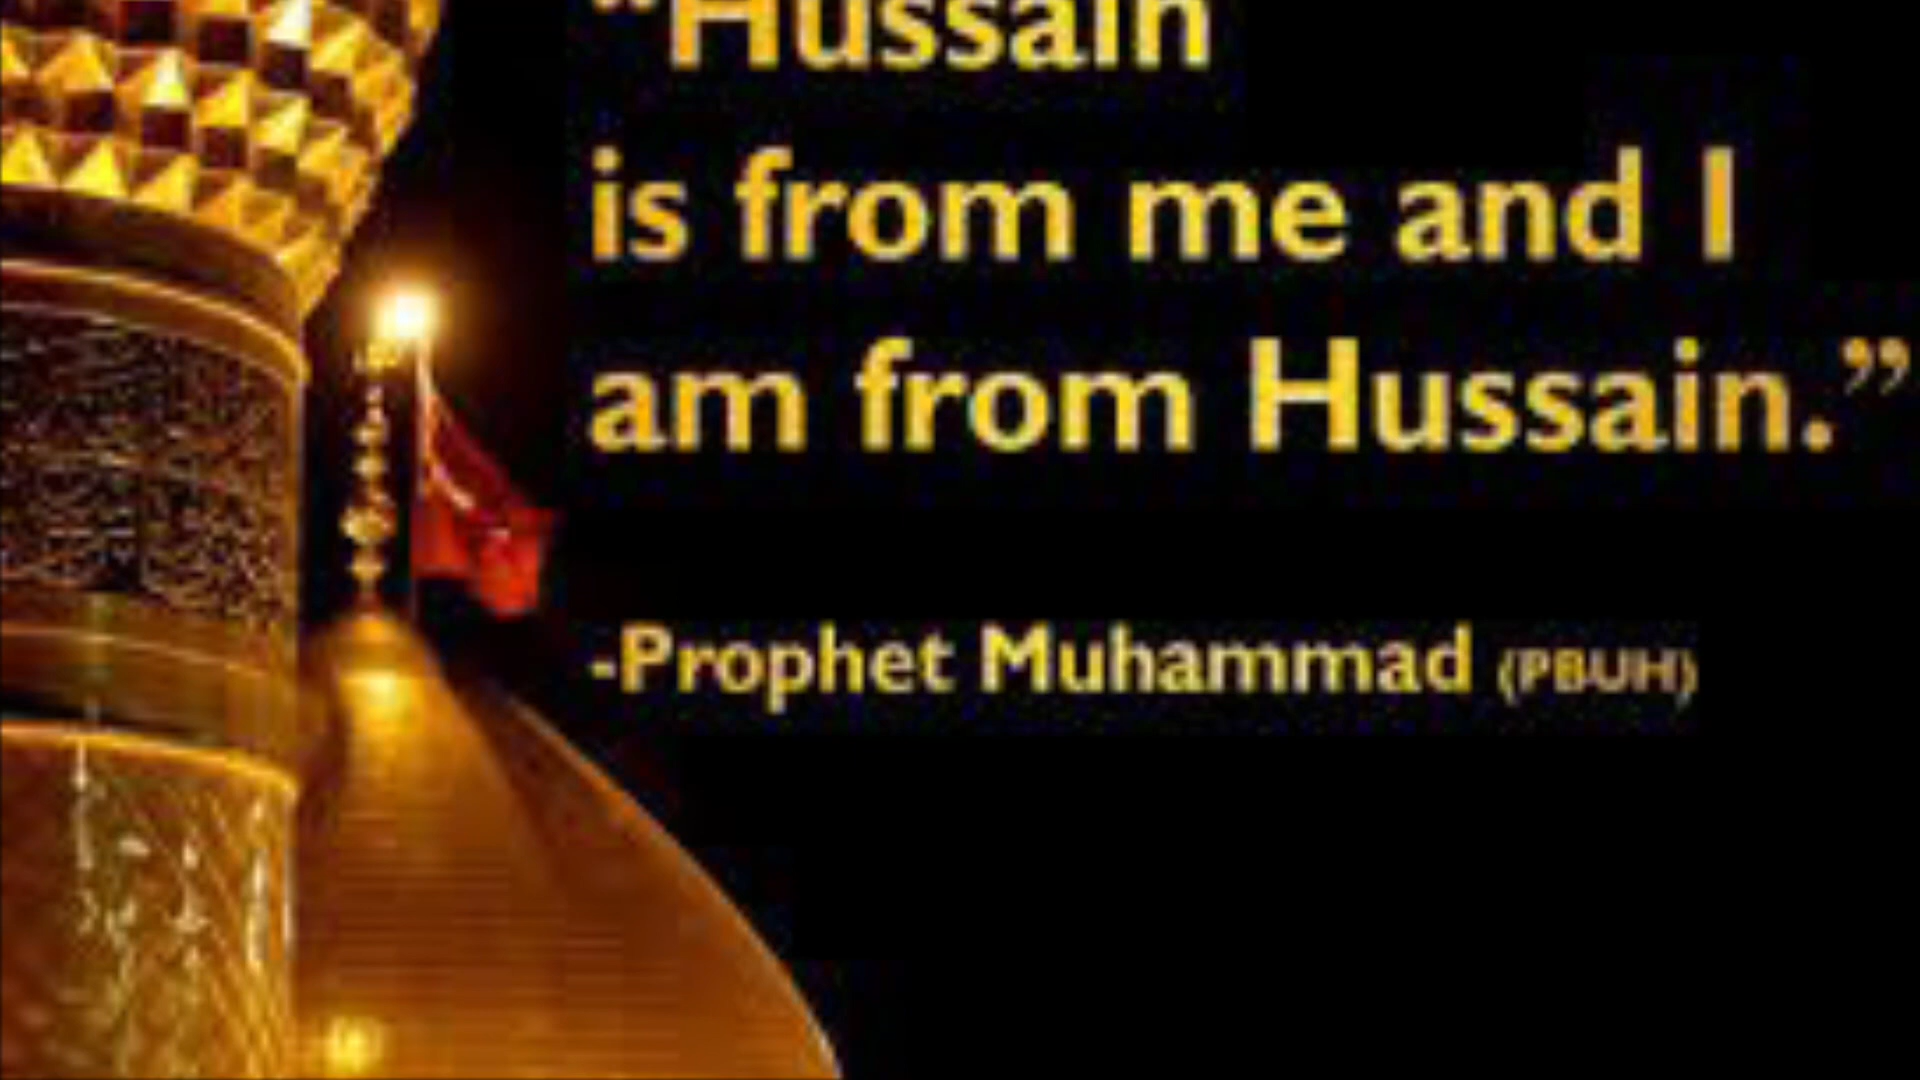 “Hussain
is from me and I
am from Hussain.”
-Prophet Muhammad (PBUH)